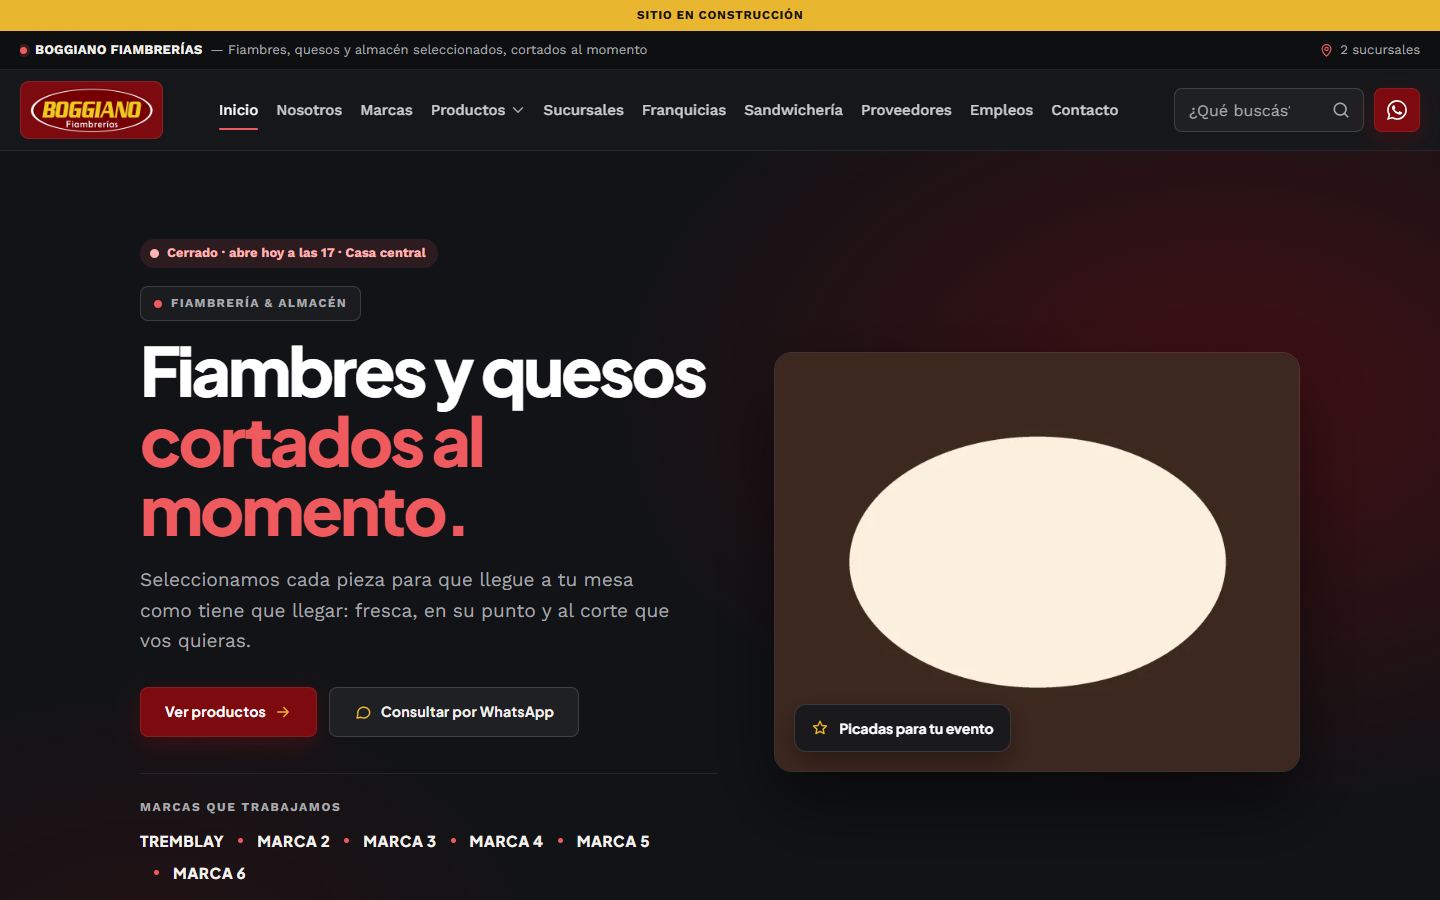 SITIO EN CONSTRUCCIÓN
BOGGIANO FIAMBRERÍAS — Fiambres, quesos y almacén seleccionados, cortados al momento
2 sucursales
BOGGIANO
Fiambrerías
Inicio Nosotros Marcas Productos Sucursales Franquicias Sandwichería Proveedores Empleos Contacto
¿Qué buscás
Cerrado · abre hoy a las 17 · Casa central
FIAMBRERÍA & ALMACÉN
Fiambres y quesos
cortados al
momento.
Seleccionamos cada pieza para que llegue a tu mesa
como tiene que llegar: fresca, en su punto y al corte que
vos quieras.
Ver productos
Consultar por WhatsApp
Picadas para tu evento
MARCAS QUE TRABAJAMOS
TREMBLAY • MARCA 2 • MARCA 3 • MARCA 4 • MARCA 5
• MARCA 6